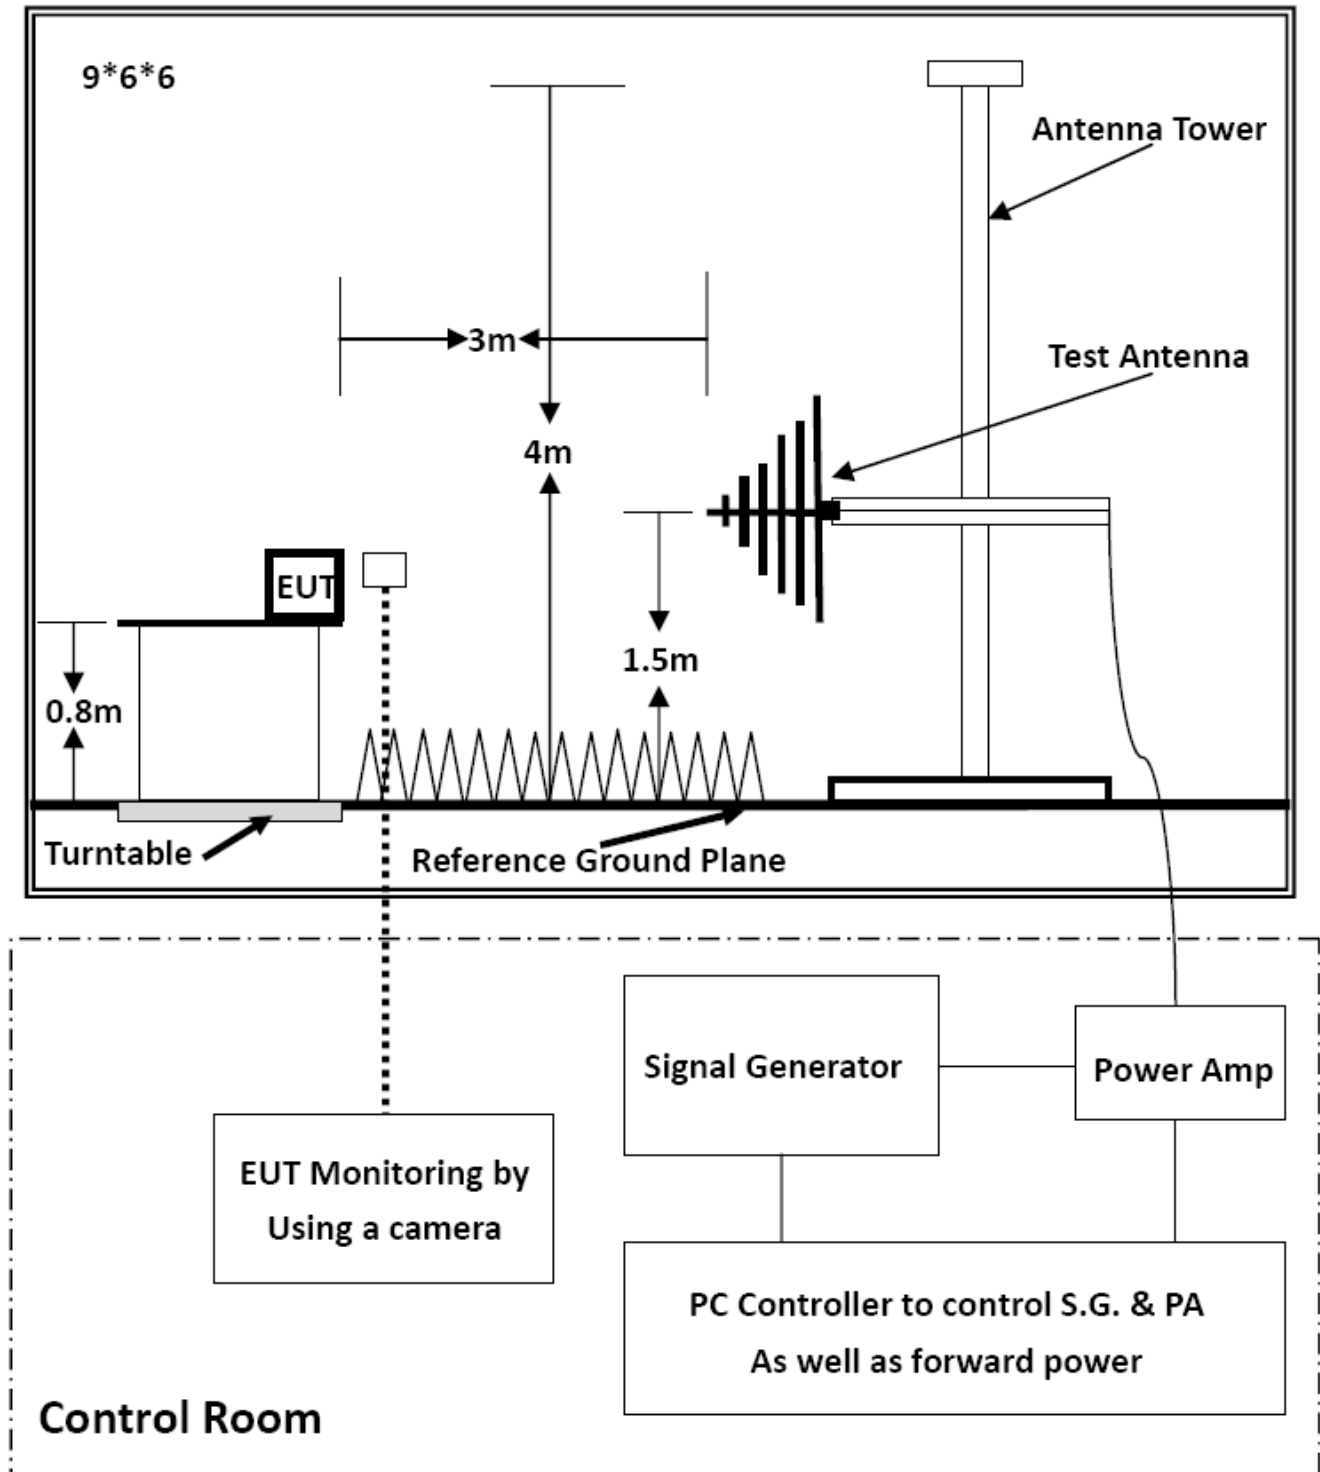 9*6*6
Antenna Tower
3m
Test Antenna
4m
EUT
1.5m
0.8m
Turntable
Reference Ground Plane
Signal Generator
Power Amp
EUT Monitoring by
Using a camera
PC Controller to control S.G. & PA
As well as forward power
Control Room